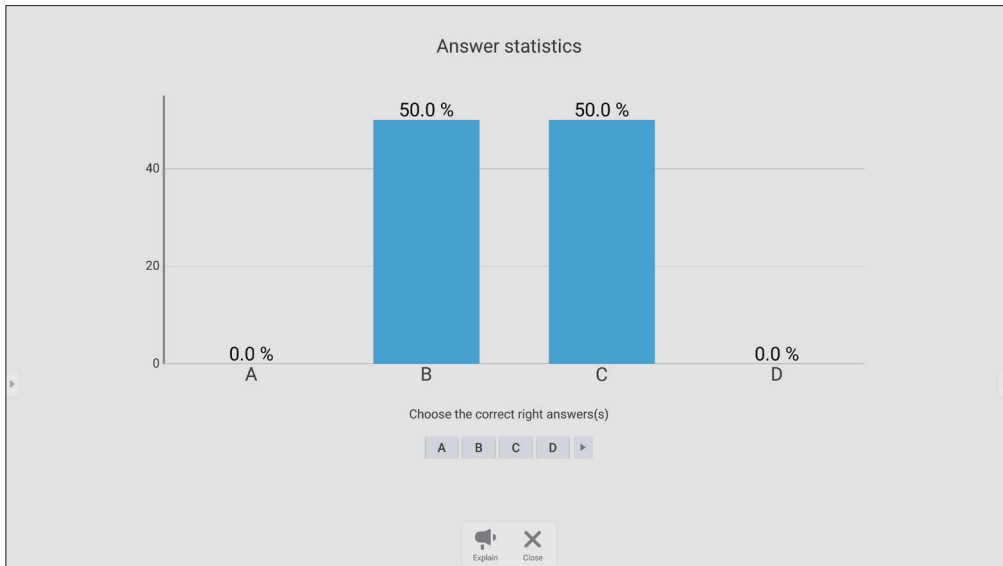 Answer statistics
50.0 % 50.0 %
40
20
0.0 % 0.0 %
0
A B C D
Choose the correct right answers(s)
A B C D
Explain Close